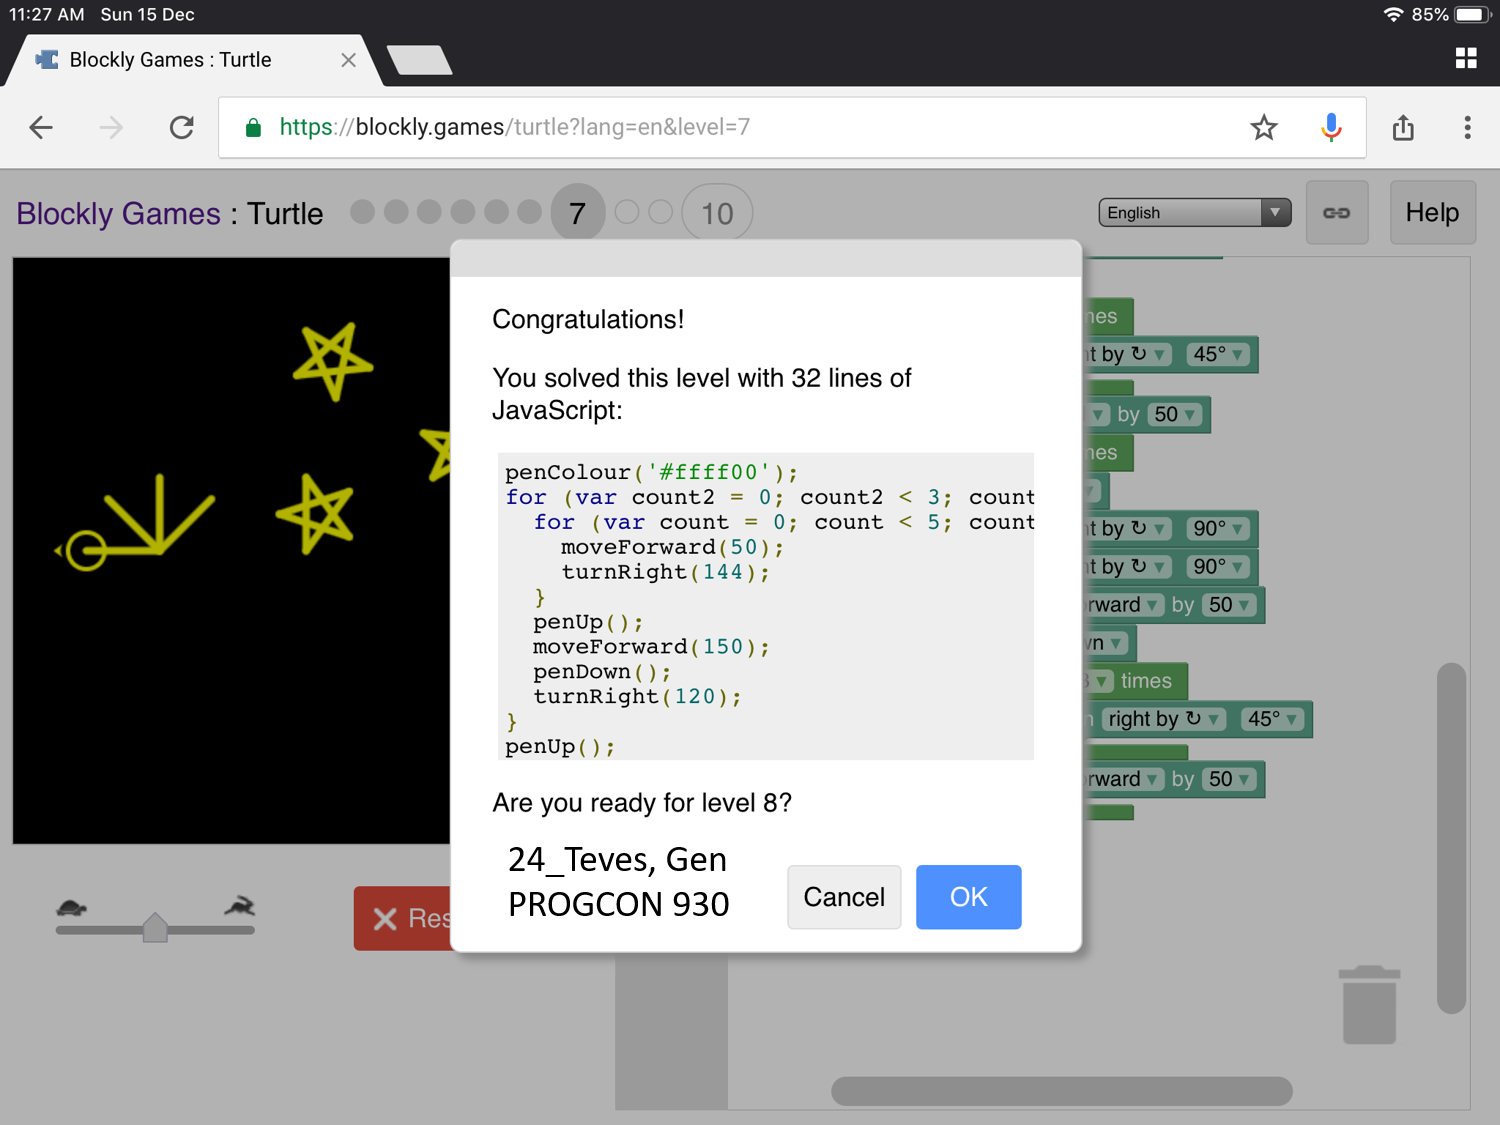 11:27 AM Sun 15 Dec 85%
Blockly Games : Turtle
https://blockly.games/turtle?lang=en&level=7
Blockly Games : Turtle 7 10 English Help
Congratulations!
You solved this level with 32 lines of
JavaScript:
penColour('#ffff00');
for (var count2 = 0; count2 < 3; count
for (var count = 0; count < 5; count
moveForward(50);
turnRight(144);
}
penUp();
moveForward(150);
penDown();
turnRight(120);
}
penUp();
Are you ready for level 8?
24_Teves, Gen
PROGCON 930
Cancel OK
Res
nes
nt by ↻ 45°
by 50
nes
nt by ↻ 90°
nt by ↻ 90°
rward by 50
vn
3 times
right by ↻ 45°
rward by 50